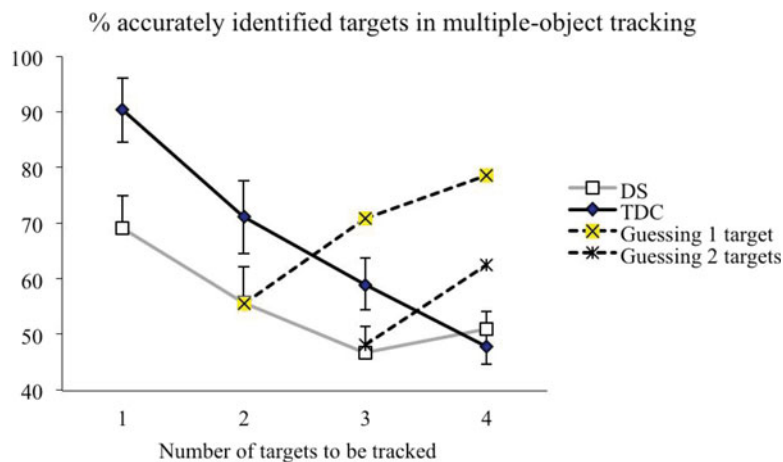 % accurately identified targets in multiple-object tracking
100
90
80
70
60
50
40
1 2 3 4
Number of targets to be tracked
DS
TDC
Guessing 1 target
Guessing 2 targets